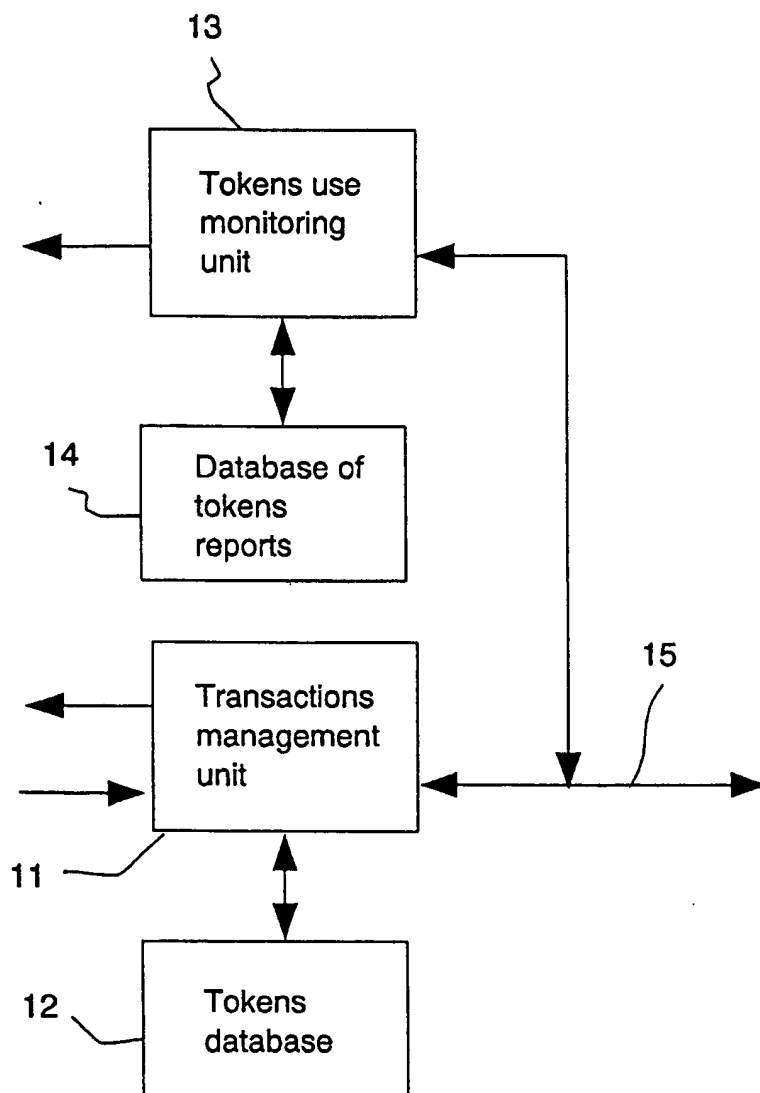 13
Tokens use
monitoring
unit
14
Database of
tokens
reports
15
Transactions
management
unit
11
12
Tokens
database